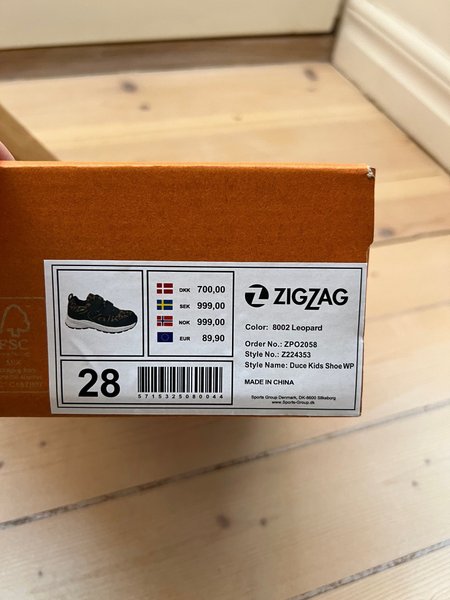 DKK 700,00
SEK 999,00
NOK 999,00
EUR 89,90
28
5715325080044
ZIGZAG
Color: 8002 Leopard
Order No.: ZPO2058
Style No.: Z224353
Style Name: Duce Kids Shoe WP
MADE IN CHINA
Sports Group Denmark, DK-8600 Silkeborg
www.Sports-Group.dk
FSC